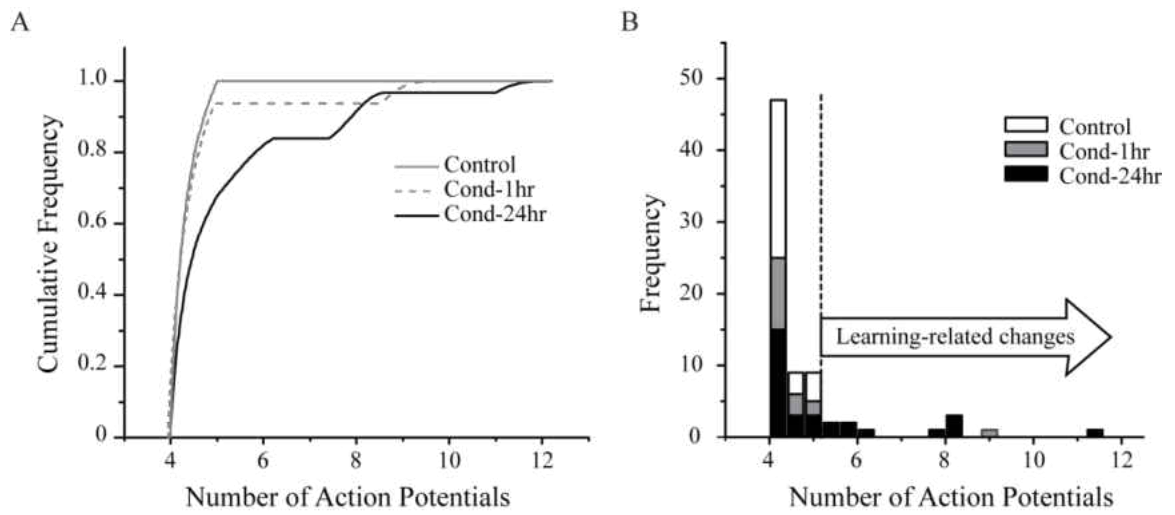 A
Cumulative Frequency
1.0
0.8
0.6
0.4
0.2
0
4
6
8
10
12
Number of Action Potentials
Control
Cond-1hr
Cond-24hr
B
Frequency
50
40
30
20
10
0
4
6
8
10
12
Number of Action Potentials
Control
Cond-1hr
Cond-24hr
Learning-related changes